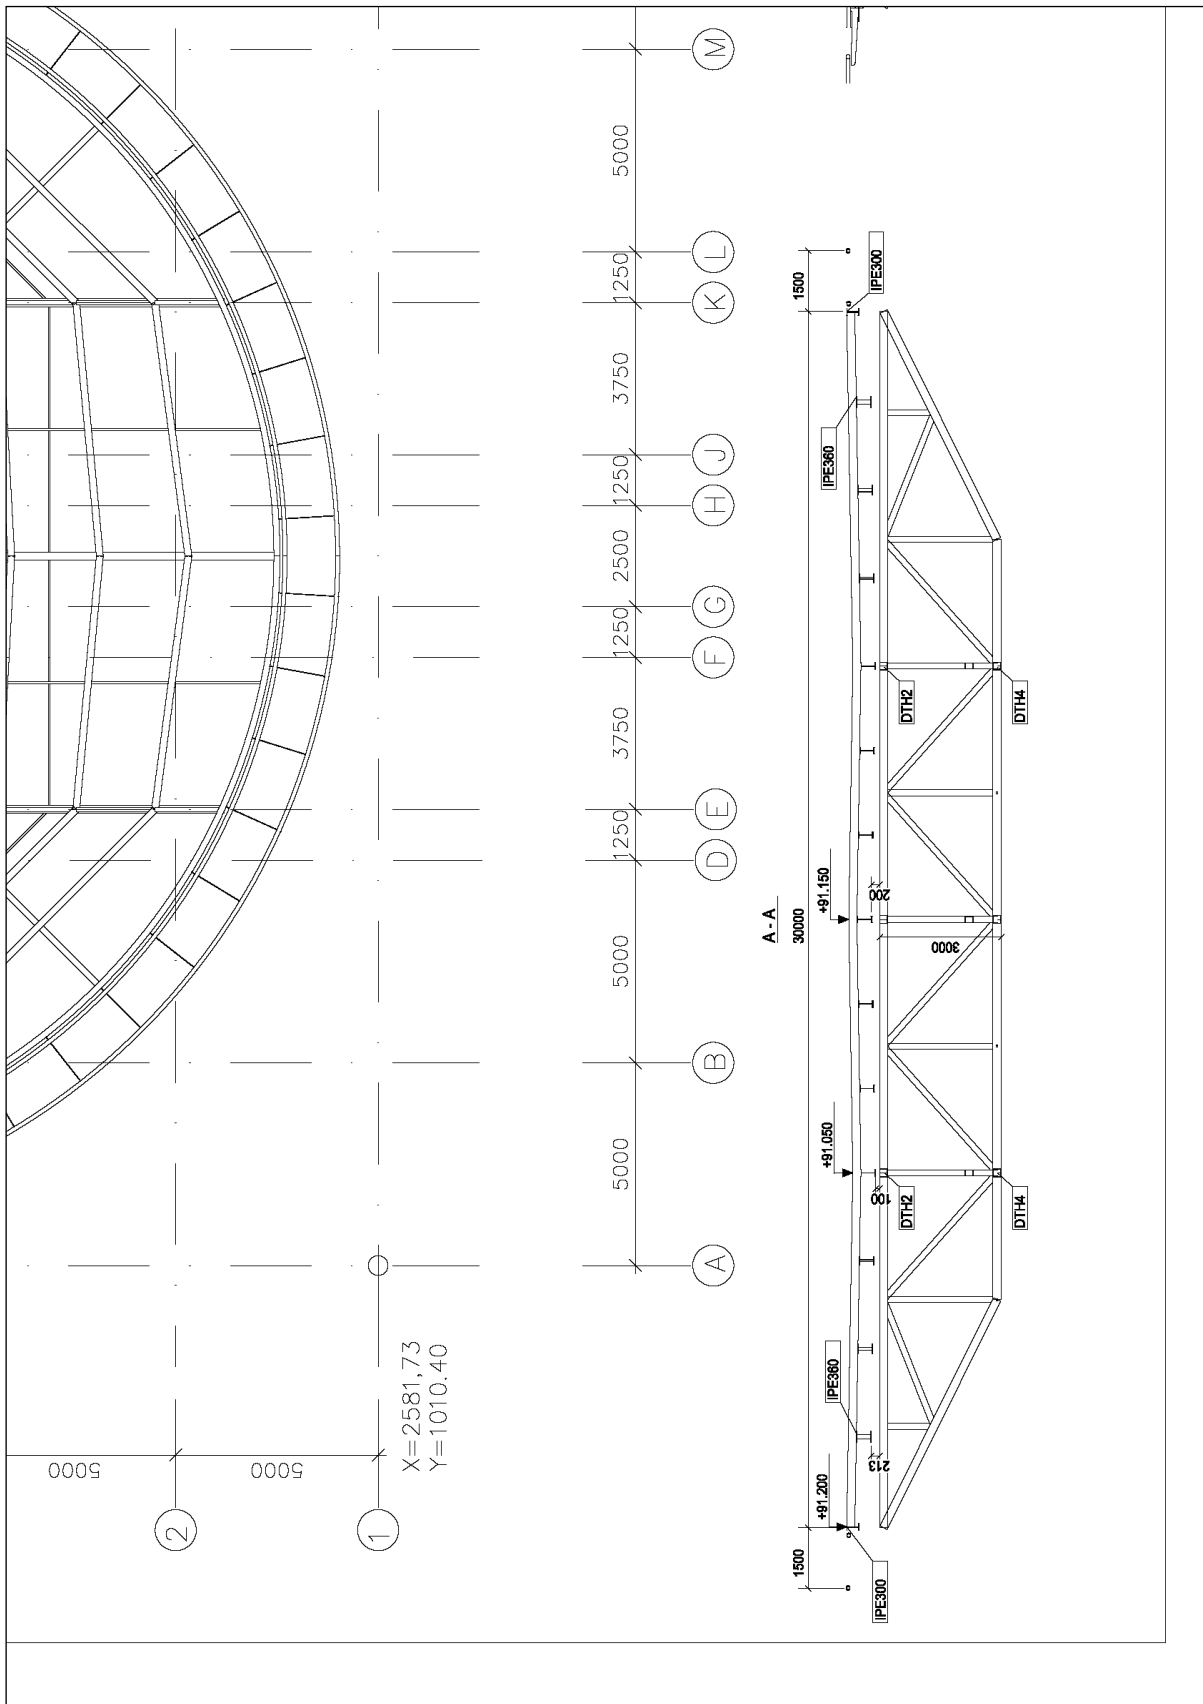 M
5000
L
1250
K
3750
J
1250
H
2500
G
1250
F
3750
E
1250
D
5000
B
5000
A
X=2581,73
Y=1010.40
5000
5000
2
1
A - A
1500
30000
1500
IPE300
IPE360
DTH2
DTH4
+91.150
200
3000
+91.050
100
DTH2
DTH4
IPE360
213
+91.200
IPE300